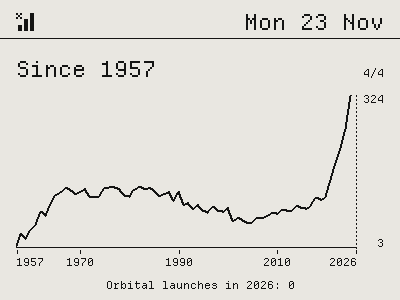 Mon 23 Nov
Since 1957
4/4
324
3
1957 1970 1990 2010 2026
Orbital launches in 2026: 0